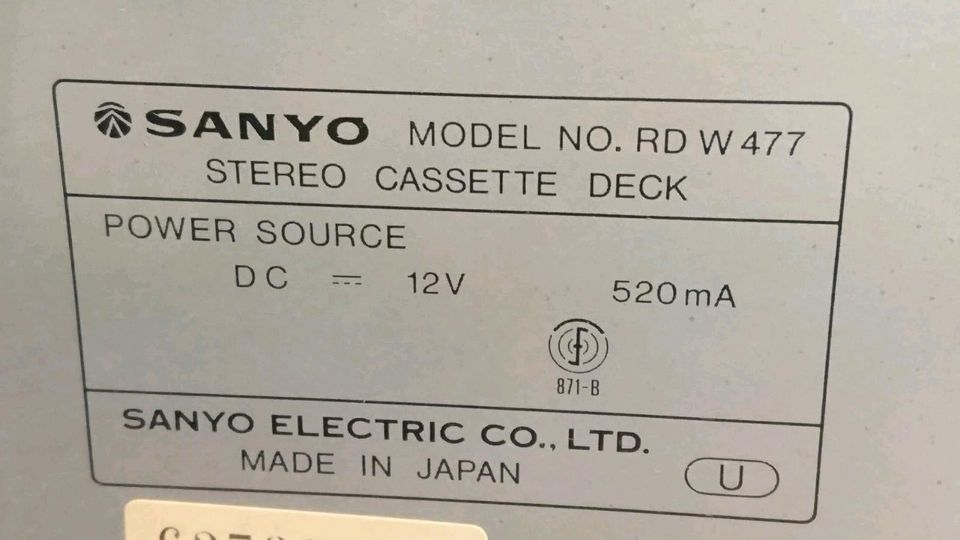 SANYO MODEL NO. RD W 477
STEREO CASSETTE DECK
POWER SOURCE
DC ⎓ 12V 520mA
871-B
SANYO ELECTRIC CO., LTD.
MADE IN JAPAN U